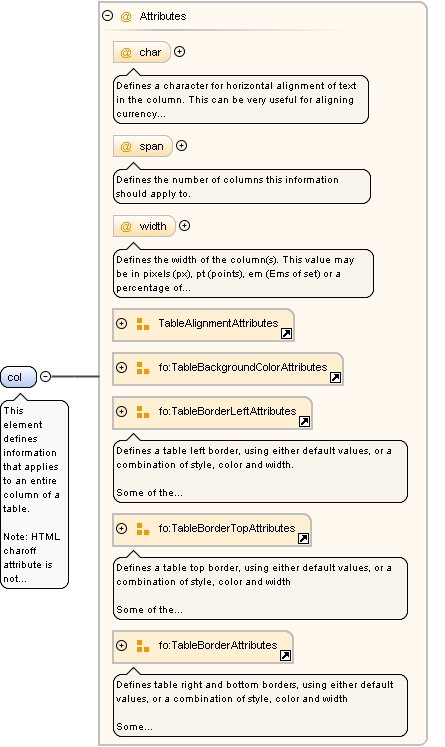 Attributes
@ char
Defines a character for horizontal alignment of text
in the column. This can be very useful for aligning
currency...
@ span
Defines the number of columns this information
should apply to.
@ width
Defines the width of the column(s). This value may
be in pixels (px), pt (points), em (Ems of set) or a
percentage of...
TableAlignmentAttributes
fo:TableBackgroundColorAttributes
col
This
element
defines
information
that applies
to an entire
column of a
table.
Note: HTML
charoff
attribute is
not...
fo:TableBorderLeftAttributes
Defines a table left border, using either default values, or a
combination of style, color and width.
Some of the...
fo:TableBorderTopAttributes
Defines a table top border, using either default values, or a
combination of style, color and width
Some of the...
fo:TableBorderAttributes
Defines table right and bottom borders, using either default
values, or a combination of style, color and width
Some...